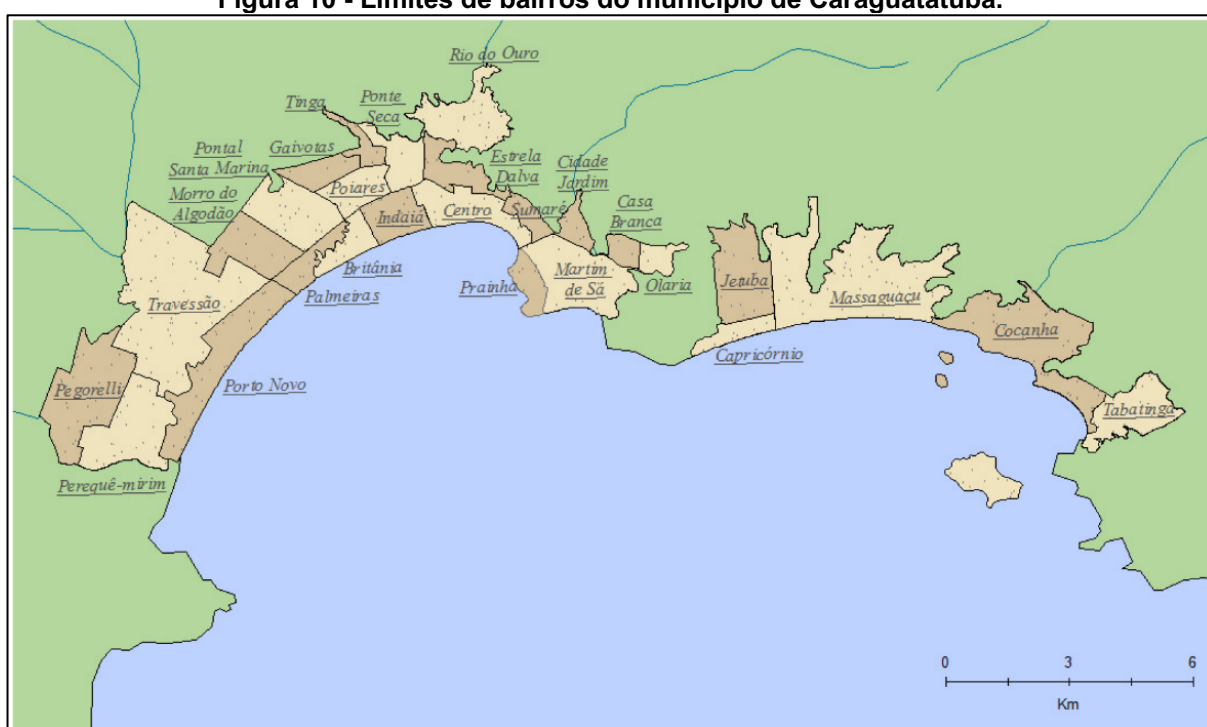 Figura 10 - Limites de bairros do município de Caraguatatuba.
Rio do Ouro
Tinga
Ponte
Seca
Pontal
Santa Marina
Gaivotas
Estrela
Dalva
Cidade
Jardim
Morro do
Algodão
Poiares
Indaiá
Centro
Sumaré
Casa
Branca
Britânia
Prainha
Martim
de Sá
Olaria
Jetuba
Massaguaçu
Travessão
Palmeiras
Cocanha
Capricórnio
Pegorelli
Porto Novo
Tabatinga
Perequê-mirim
0 3 6
Km